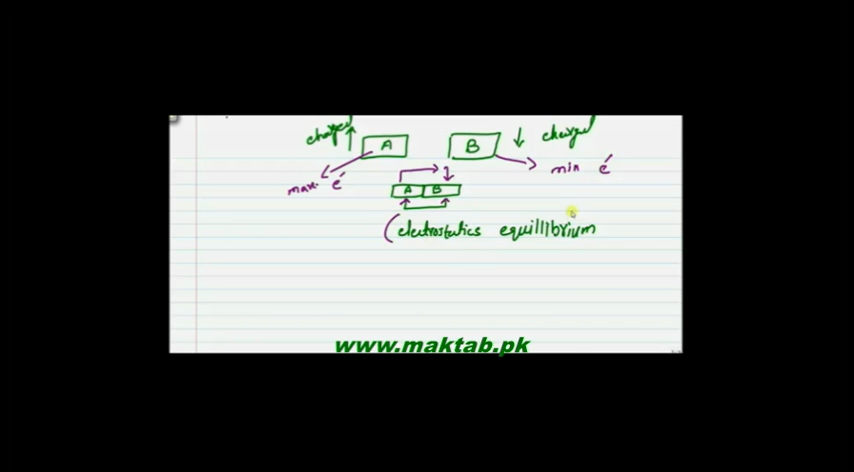 charged ↑ A B ↓ charged
max. é min é
A B
(electrostatics equillibrium
www.maktab.pk